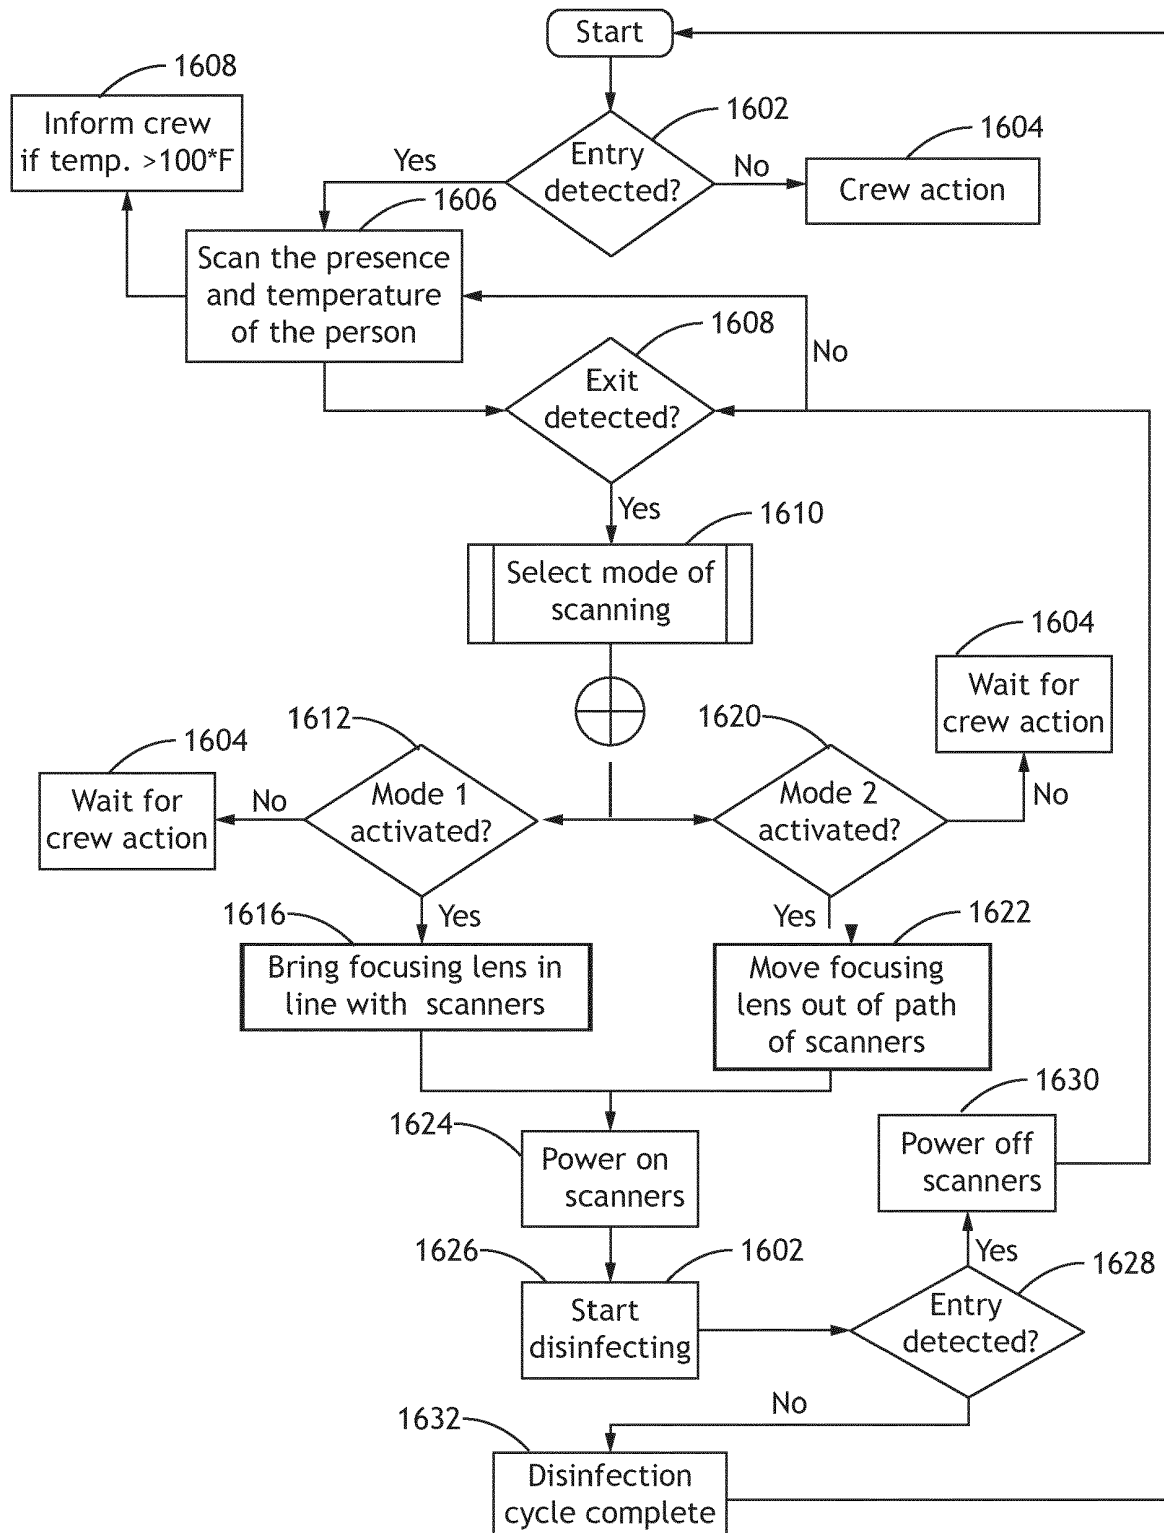 Start
1608
Inform crew
if temp. >100*F
1602
Entry
detected?
Yes
No
1604
Crew action
1606
Scan the presence
and temperature
of the person
1608
Exit
detected?
No
Yes
1610
Select mode of
scanning
1604
Wait for
crew action
1612
1620
1604
Wait for
crew action
No
Mode 1
activated?
Mode 2
activated?
No
Yes
Yes
1616
Bring focusing lens in
line with scanners
1622
Move focusing
lens out of path
of scanners
1624
Power on
scanners
1630
Power off
scanners
1626
1602
Start
disinfecting
Yes
1628
Entry
detected?
No
1632
Disinfection
cycle complete